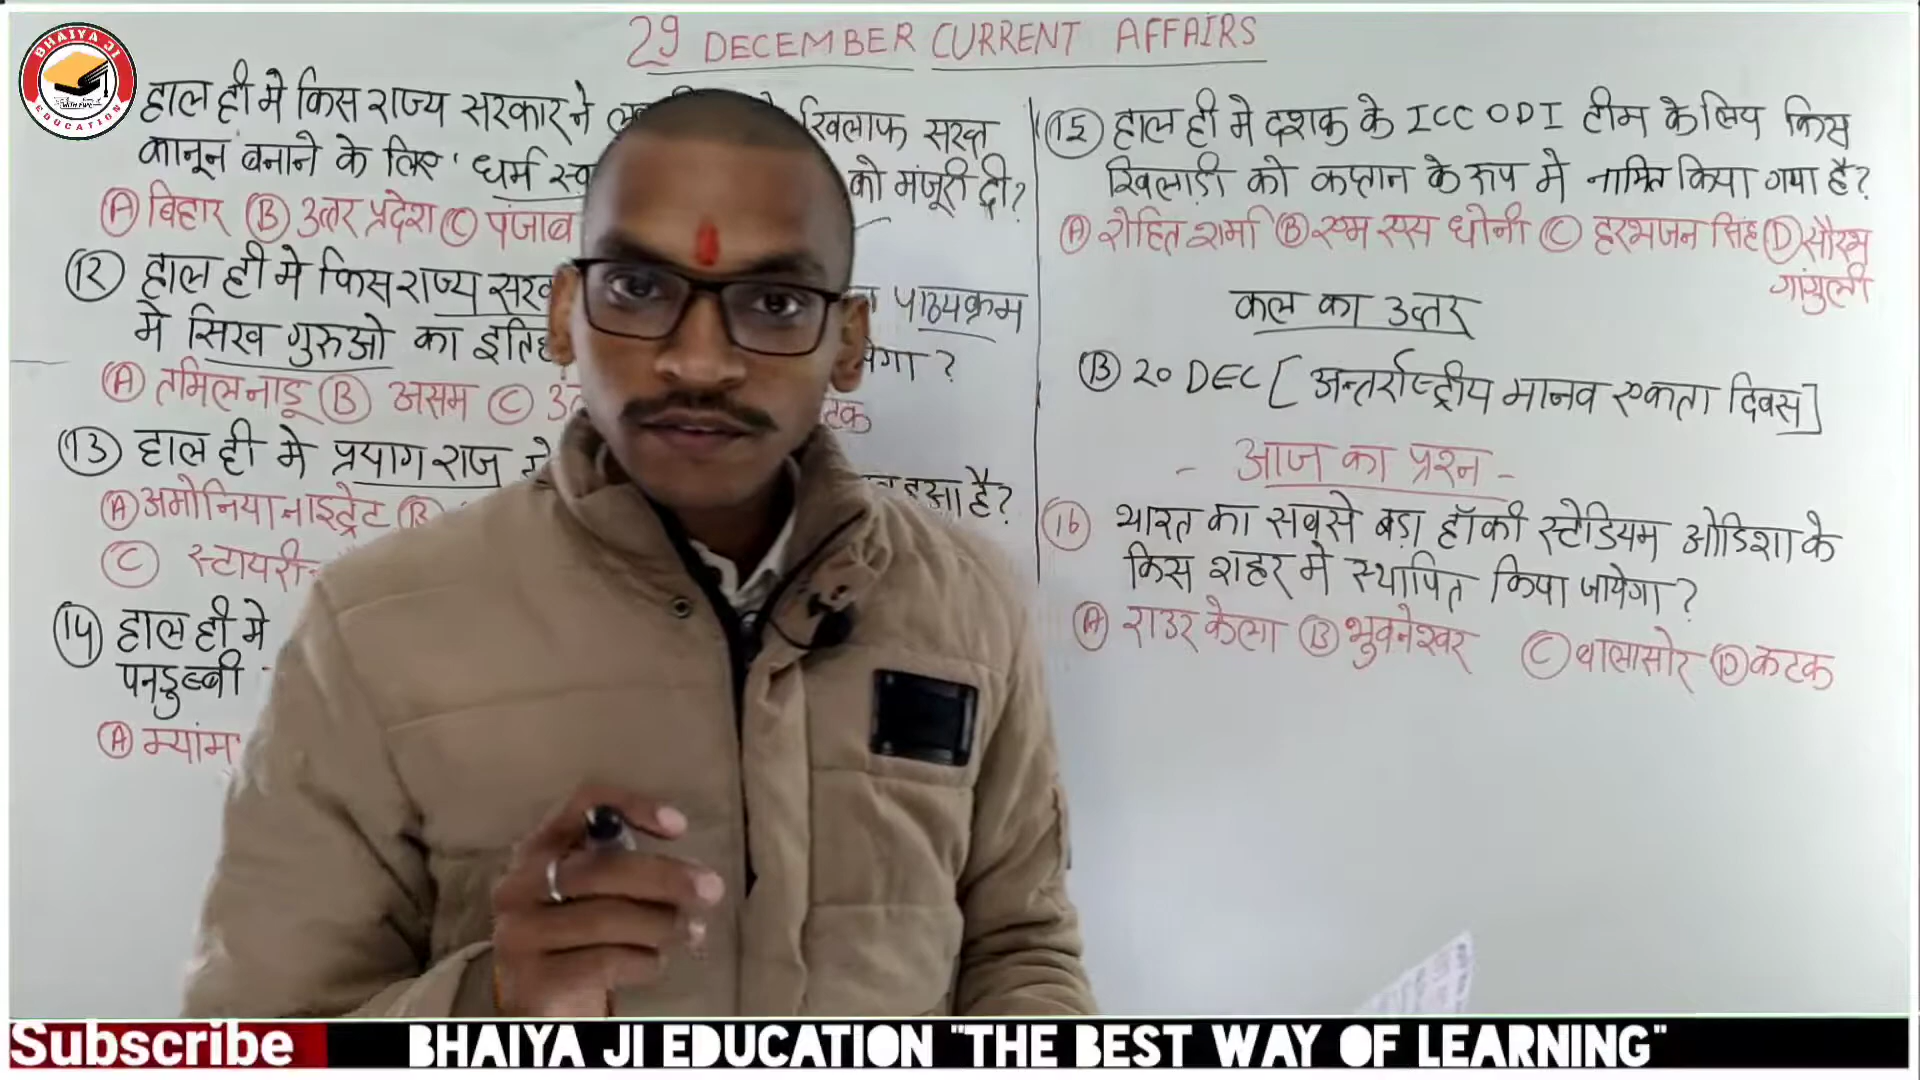 29 DECEMBER CURRENT AFFAIRS
BHAIYA JI
EDUCATION
हाल ही मे किस राज्य सरकार ने खिलाफ सख्त
कानून बनाने के लिए 'धर्म को मंजूरी दी?
(A) बिहार (B) उत्तर प्रदेश (C) पंजाब
(12) हाल ही मे किस राज्य पाठ्यक्रम
मे सिख गुरुओ का
(A) तमिलनाडू (B) असम (C)
(13) हाल ही मे प्रयागराज है?
(A) अमोनिया नाइट्रेट (B)
(C)
(14) हाल ही मे
पनडुब्बी
(A)
(15) हाल ही मे दशक के ICC ODI टीम के लिय किस
खिलाड़ी को कप्तान के रूप मे नामित किया गया है?
(A) रोहित शर्मा (B) एम एस धोनी (C) हरभजन सिंह (D) सौरभ
गांगुली
कल का उत्तर
(B) 20 DEC [अन्तर्राष्ट्रीय मानव एकता दिवस]
- आज का प्रश्न -
(16) भारत का सबसे बड़ा हॉकी स्टेडियम ओडिशा के
किस शहर मे स्थापित किया जायेगा?
(A) राउरकेला (B) भुवनेश्वर (C) बालासोर (D) कटक
Subscribe BHAIYA JI EDUCATION "THE BEST WAY OF LEARNING"